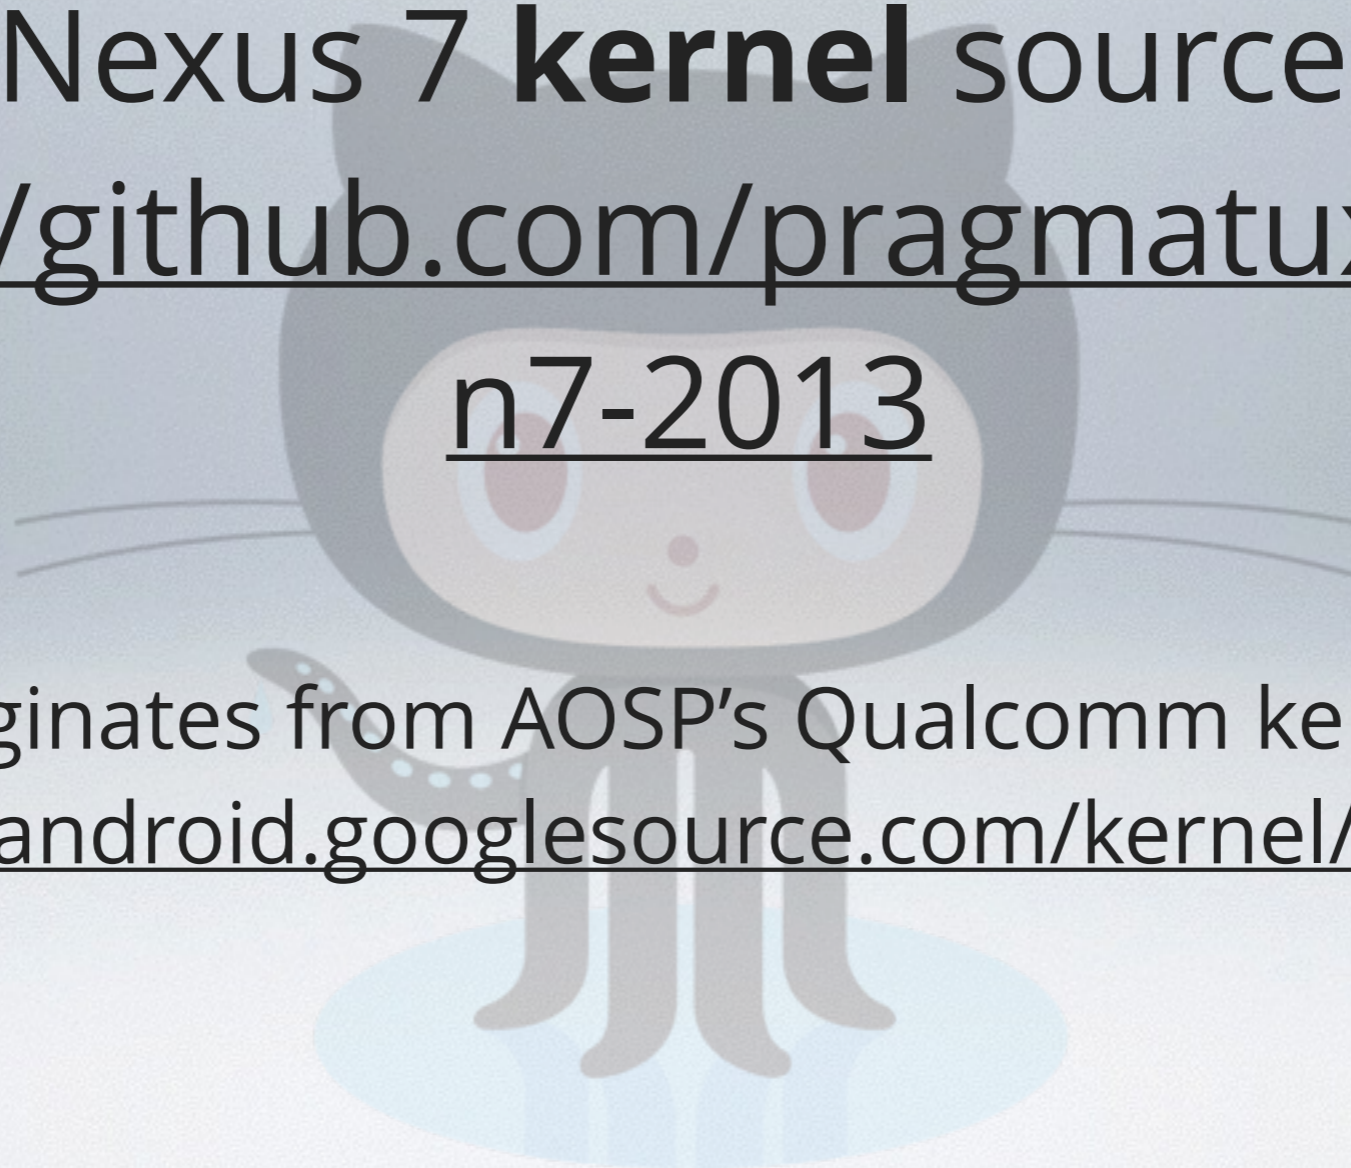 Nexus 7 kernel source
/github.com/pragmatux
n7-2013
ginates from AOSP’s Qualcomm ke
android.googlesource.com/kernel/